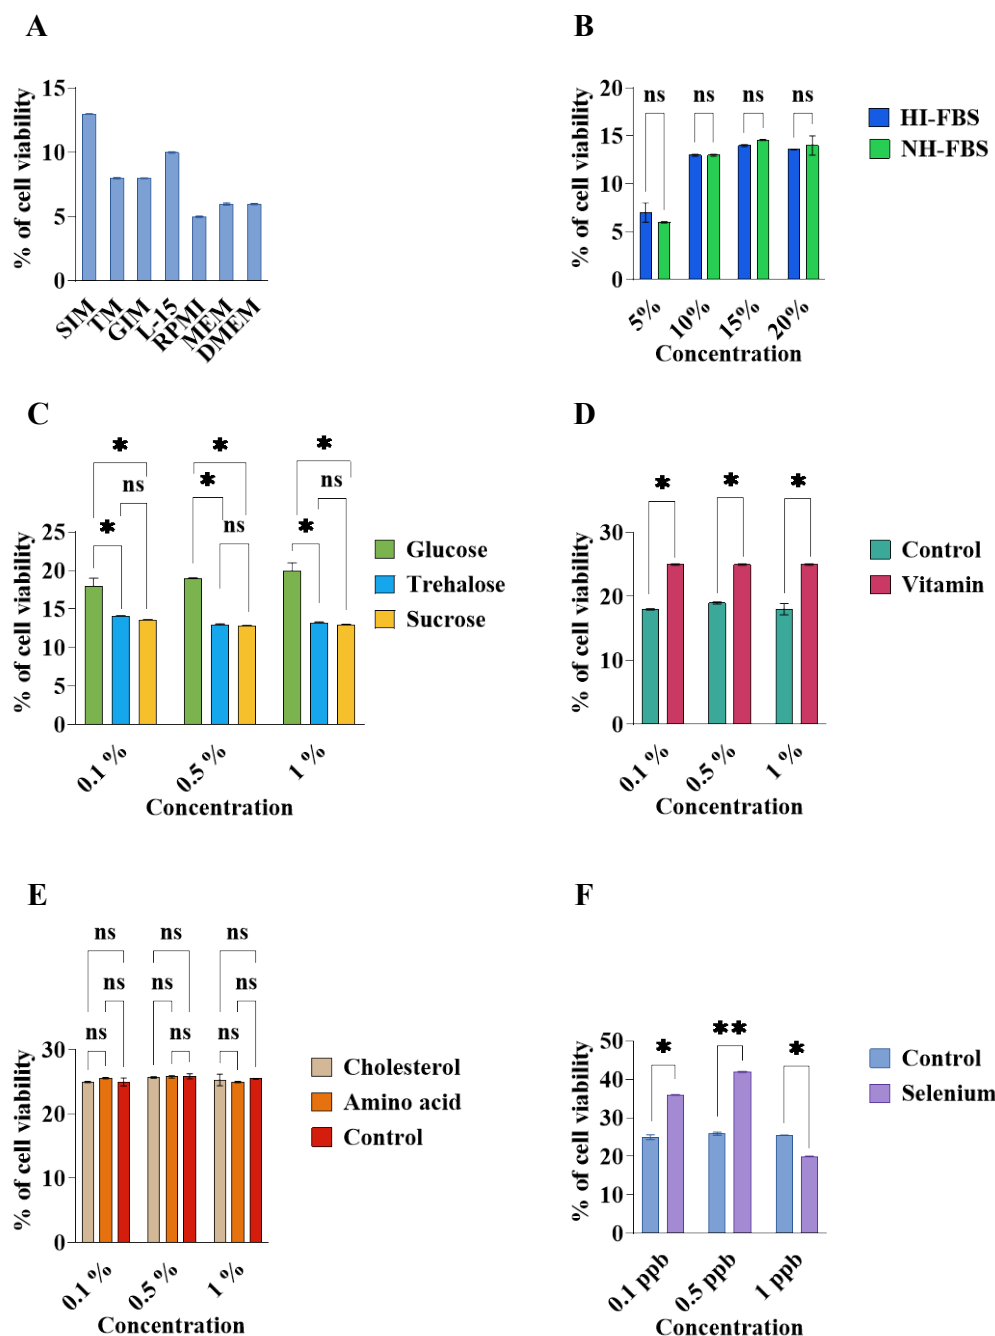 A
% of cell viability
15
10
5
0
SIM
TM
GIM
L-15
RPMI
MEM
DMEM
B
% of cell viability
20
15
10
5
0
ns
ns
ns
ns
5%
10%
15%
20%
Concentration
HI-FBS
NH-FBS
C
% of cell viability
25
20
15
10
5
0
*
ns
*
*
*
ns
*
ns
*
0.1 %
0.5 %
1 %
Concentration
Glucose
Trehalose
Sucrose
D
% of cell viability
30
20
10
0
*
*
*
0.1 %
0.5 %
1 %
Concentration
Control
Vitamin
E
% of cell viability
30
20
10
0
ns
ns
ns
ns
ns
ns
ns
ns
ns
0.1 %
0.5 %
1 %
Concentration
Cholesterol
Amino acid
Control
F
% of cell viability
50
40
30
20
10
0
*
**
*
0.1 ppb
0.5 ppb
1 ppb
Concentration
Control
Selenium